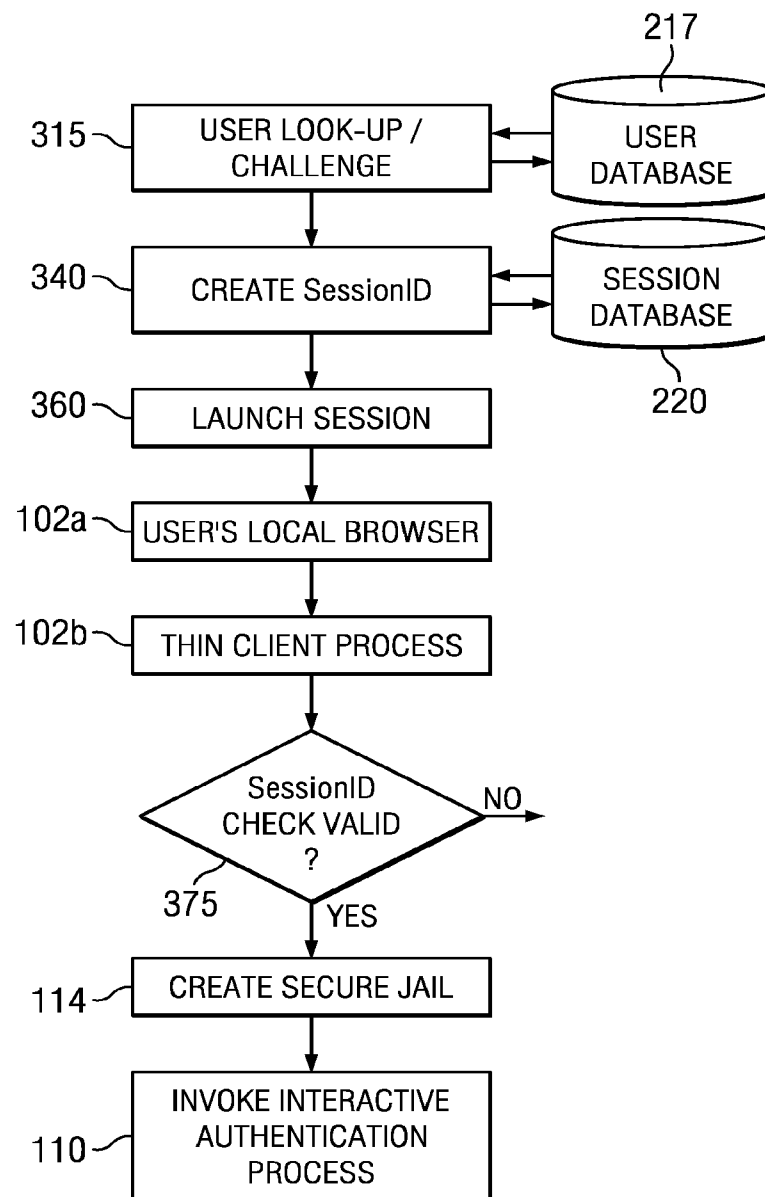 217
315
USER LOOK-UP /
CHALLENGE
USER
DATABASE
340
CREATE SessionID
SESSION
DATABASE
220
360
LAUNCH SESSION
102a
USER'S LOCAL BROWSER
102b
THIN CLIENT PROCESS
SessionID
CHECK VALID
?
NO
375
YES
114
CREATE SECURE JAIL
110
INVOKE INTERACTIVE
AUTHENTICATION
PROCESS